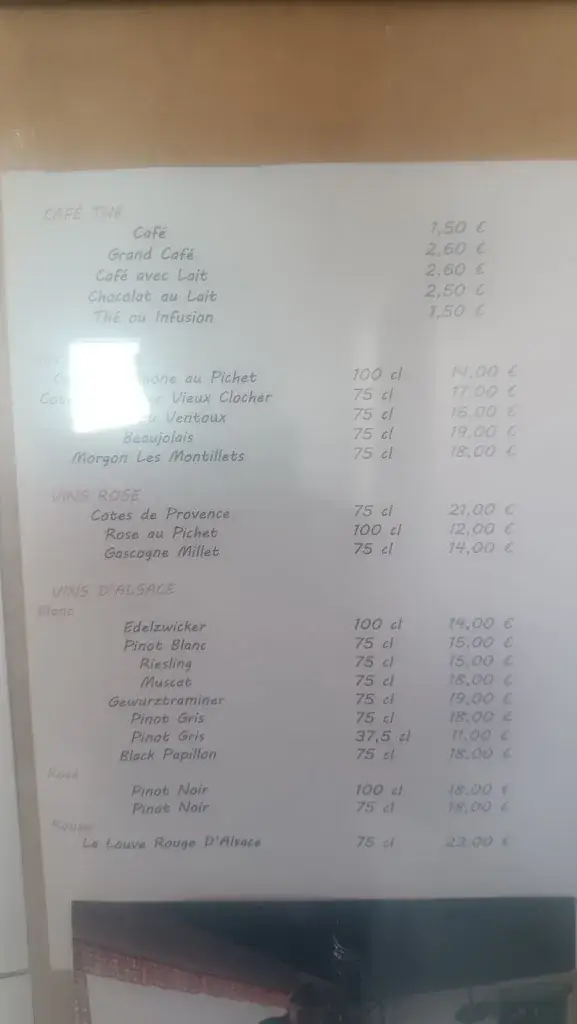 CAFÉ THE
Café 1,50 €
Grand Café 2,60 €
Café avec Lait 2,60 €
Chocolat au Lait 2,50 €
Thé ou Infusion 1,50 €
au Pichet 100 cl 14,00 €
Vieux Clocher 75 cl 17,00 €
Ventoux 75 cl 16,00 €
Beaujolais 75 cl 19,00 €
Morgon Les Montillets 75 cl 18,00 €
VINS ROSE
Cotes de Provence 75 cl 21,00 €
Rose au Pichet 100 cl 12,00 €
Gascogne Millet 75 cl 14,00 €
VINS D'ALSACE
Blanc
Edelzwicker 100 cl 14,00 €
Pinot Blanc 75 cl 15,00 €
Riesling 75 cl 15,00 €
Muscat 75 cl 18,00 €
Gewurztraminer 75 cl 19,00 €
Pinot Gris 75 cl 18,00 €
Pinot Gris 37,5 cl 11,00 €
Black Papillon 75 cl 18,00 €
Rosé
Pinot Noir 100 cl 18,00 €
Pinot Noir 75 cl 18,00 €
Rouge
La Louve Rouge D'Alsace 75 cl 23,00 €